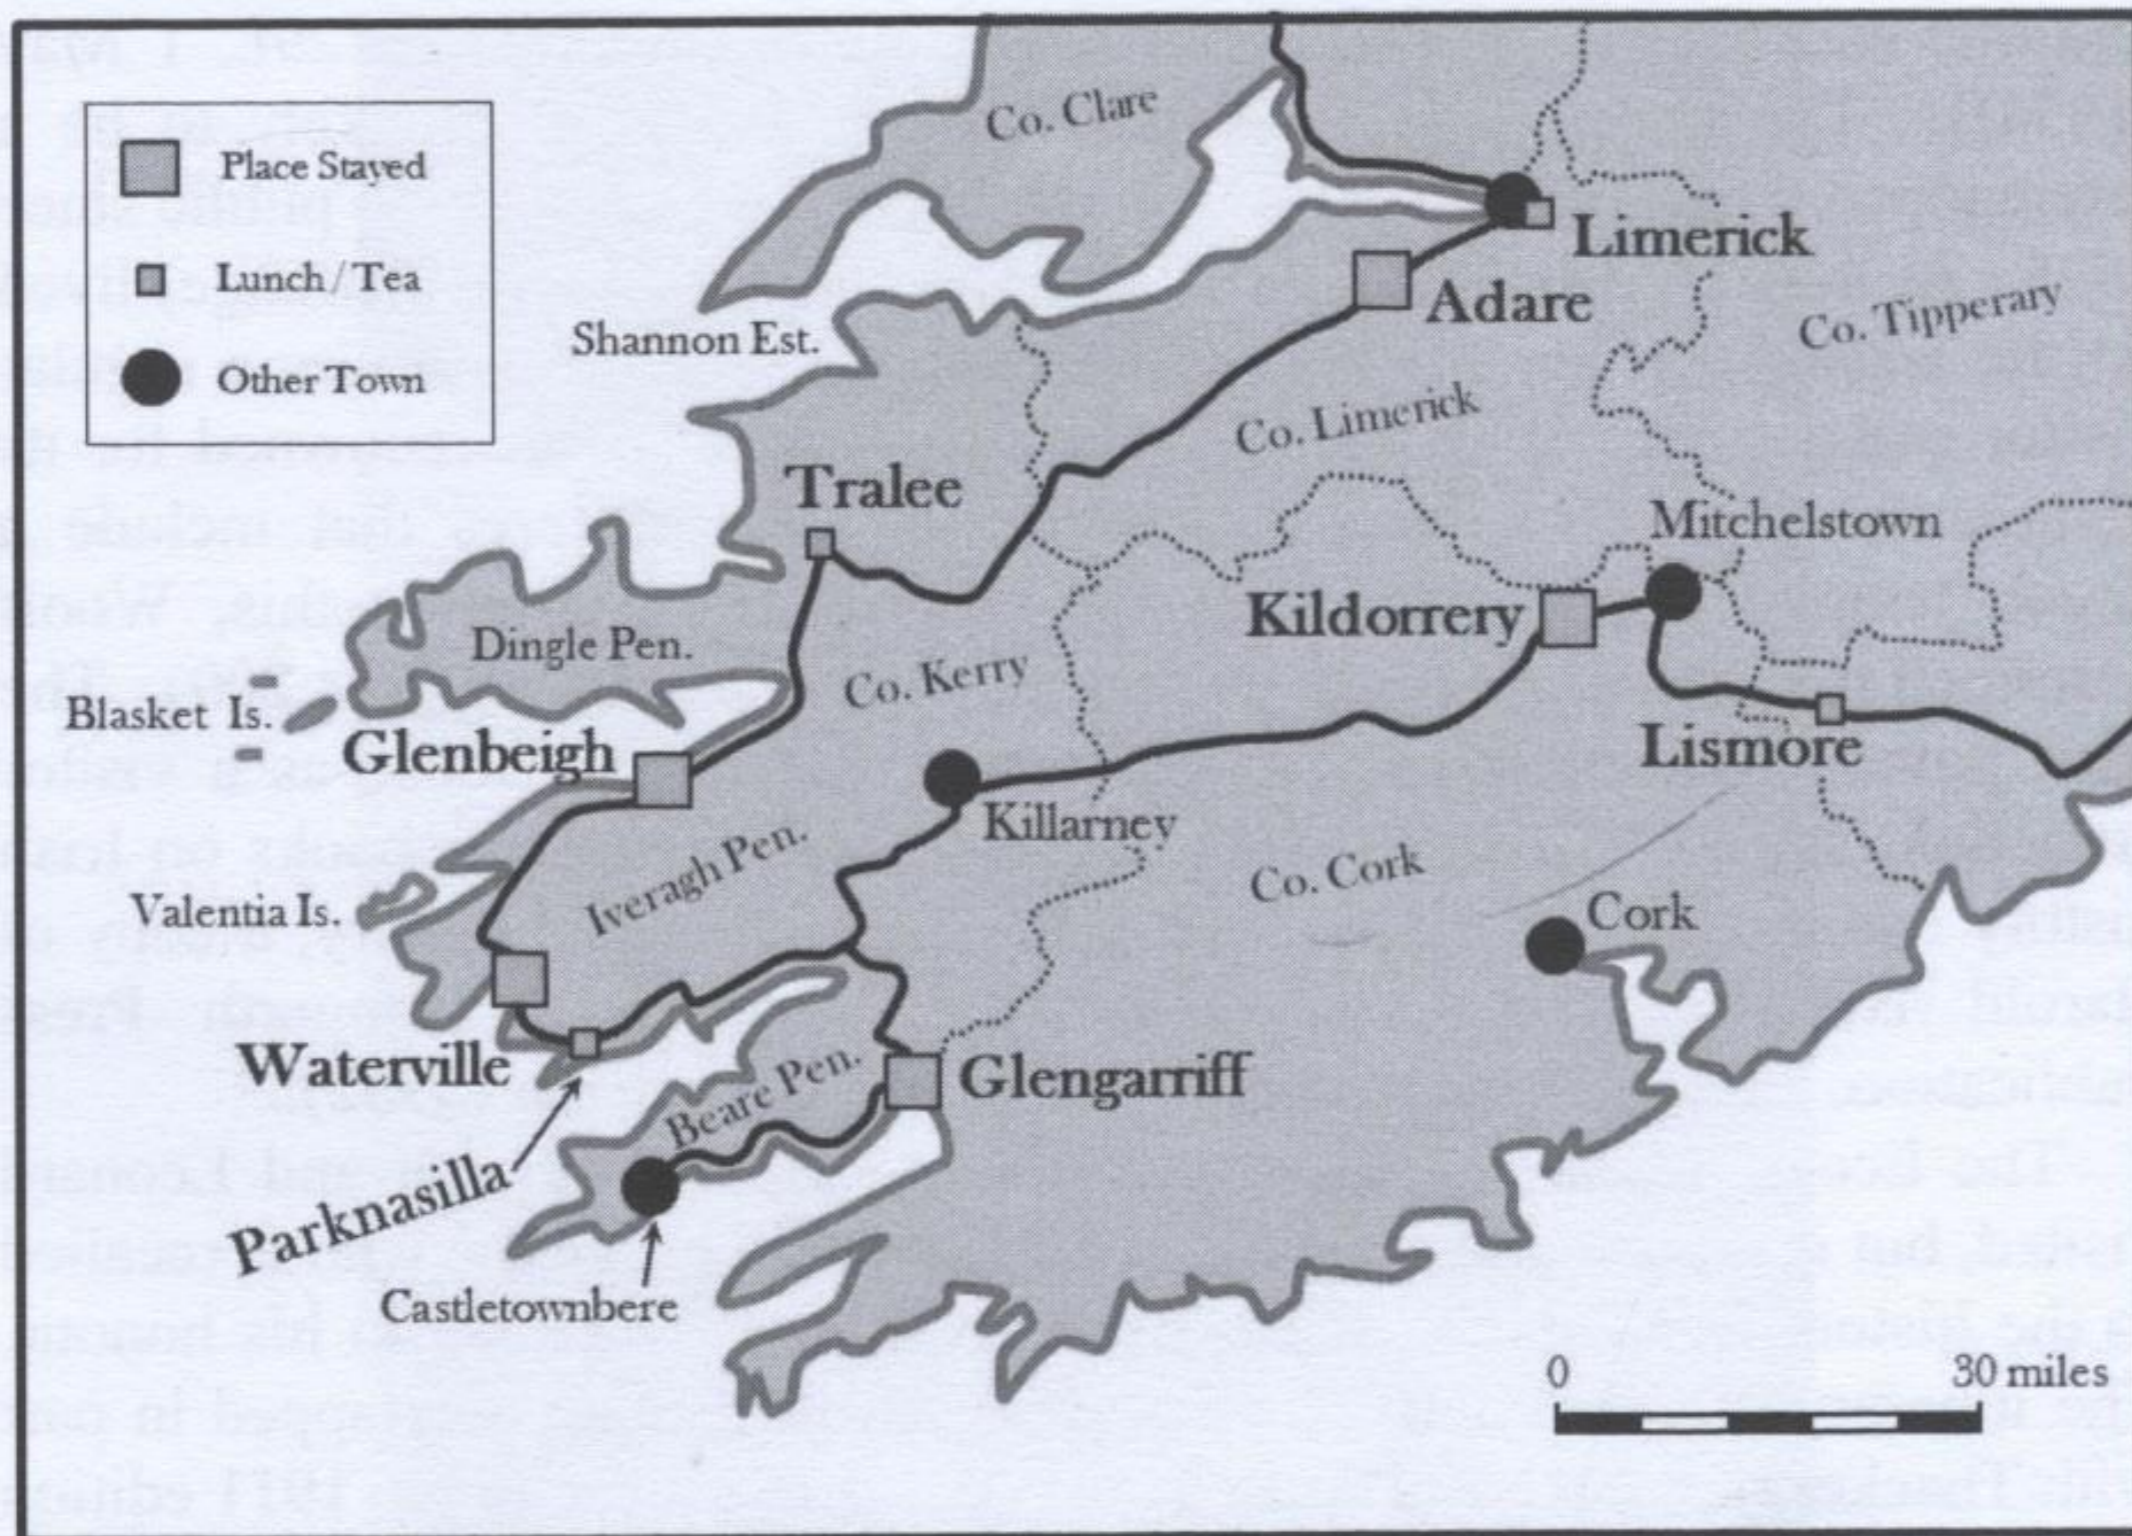 Place Stayed
Lunch / Tea
Other Town
Co. Clare
Limerick
Adare
Co. Tipperary
Shannon Est.
Co. Limerick
Tralee
Mitchelstown
Kildorrery
Dingle Pen.
Co. Kerry
Blasket Is.
Glenbeigh
Lismore
Killarney
Iveragh Pen.
Co. Cork
Valentia Is.
Cork
Waterville
Glengarriff
Beare Pen.
Parknasilla
Castletownbere
0 30 miles